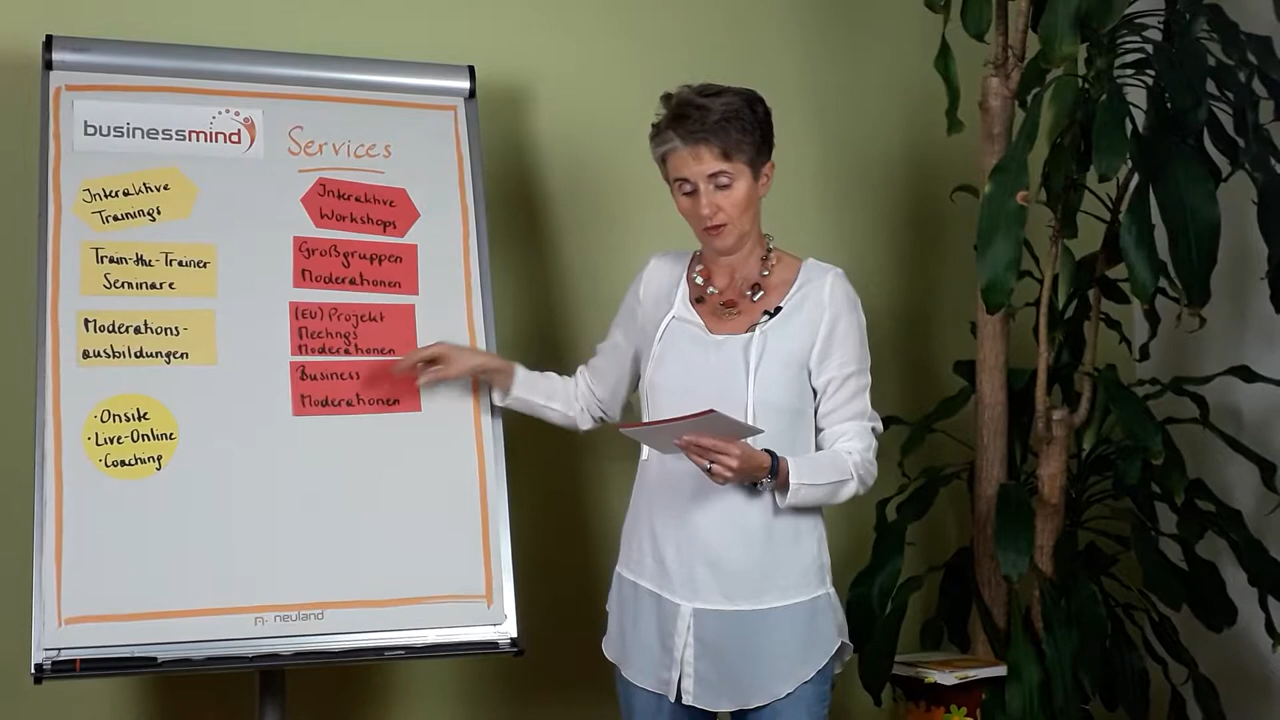 businessmind
Services
Interaktive
Trainings
Train-the-Trainer
Seminare
Moderations-
ausbildungen
• Onsite
• Live-Online
• Coaching
Interaktive
Workshops
Großgruppen
Moderationen
(EU) Projekt
Meetings
Moderationen
Business
Moderationen
neuland